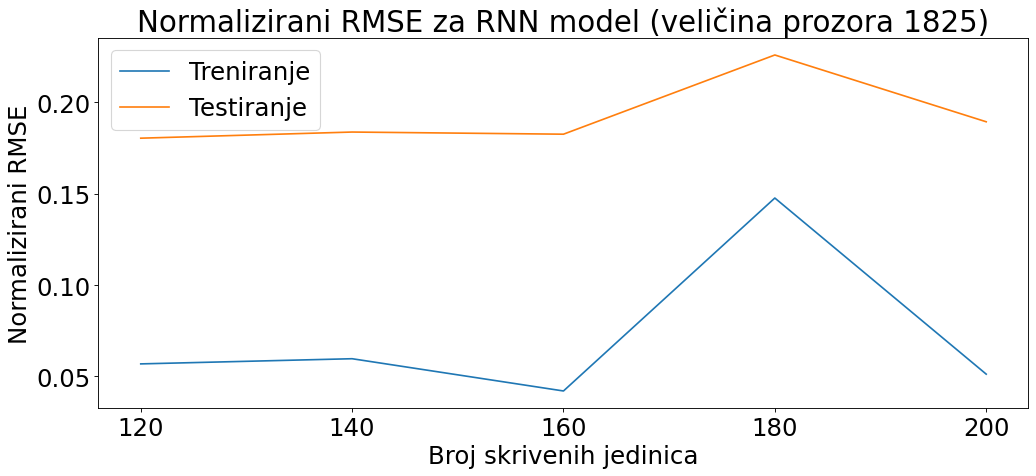 Normalizirani RMSE za RNN model (veličina prozora 1825)
Treniranje
Testiranje
Normalizirani RMSE
0.20
0.15
0.10
0.05
120 140 160 180 200
Broj skrivenih jedinica